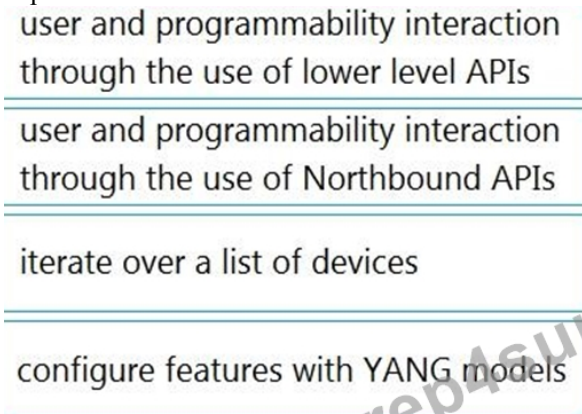 user and programmability interaction
through the use of lower level APIs
user and programmability interaction
through the use of Northbound APIs
iterate over a list of devices
configure features with YANG models